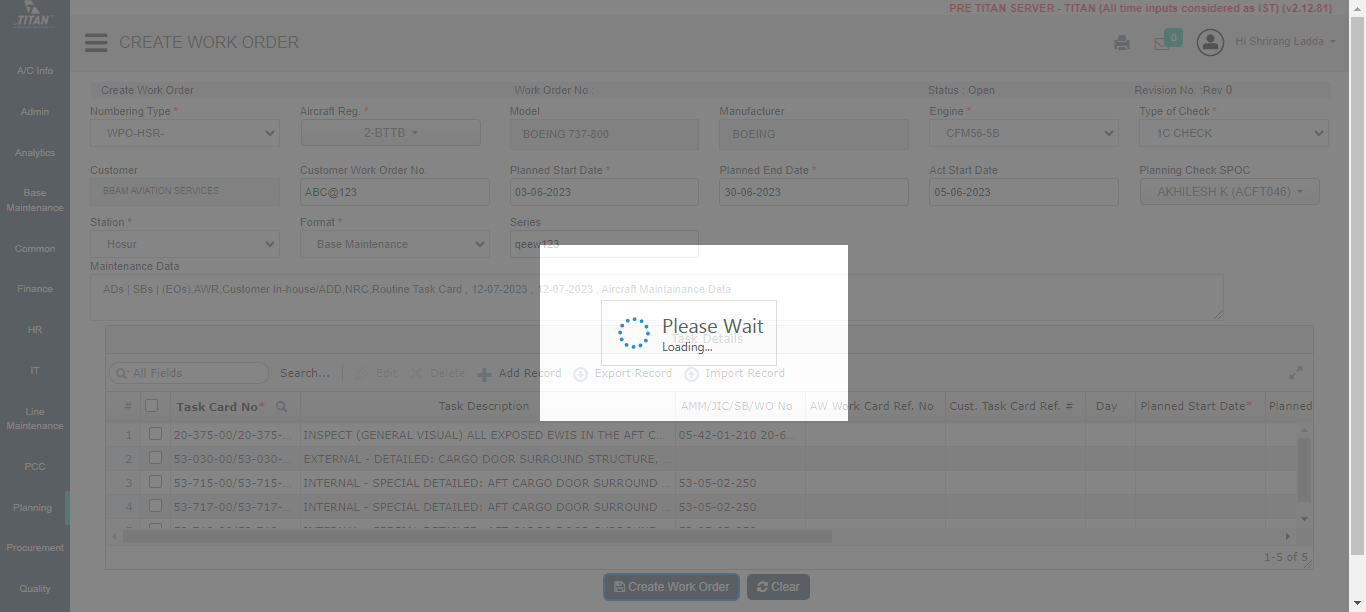 PRE TITAN SERVER - TITAN (All time inputs considered as IST) (v2.12.81)
TITAN
CREATE WORK ORDER
0
Hi Shrirang Ladda
A/C Info
Admin
Analytics
Base
Maintenance
Common
Finance
HR
IT
Line
Maintenance
PCC
Planning
Procurement
Quality
Create Work Order Work Order No : Status : Open Revision No. :Rev 0
Numbering Type * Aircraft Reg. * Model Manufacturer Engine * Type of Check *
WPO-HSR- 2-BTTB BOEING 737-800 BOEING CFM56-5B 1C CHECK
Customer Customer Work Order No. Planned Start Date * Planned End Date * Act.Start Date Planning Check SPOC
BBAM AVIATION SERVICES ABC@123 03-06-2023 30-06-2023 05-06-2023 AKHILESH K (ACFT046)
Station * Format * Series
Hosur Base Maintenance qeew123
Maintenance Data
ADs | SBs | (EOs),AWR,Customer In-house/ADD,NRC,Routine Task Card , 12-07-2023 , 12-07-2023 , Aircraft Maintainance Data
Please Wait
Task Details
Loading...
All Fields Search... Edit Delete Add Record Export Record Import Record
# Task Card No* Task Description AMM/JIC/SB/WO No AW Work Card Ref. No Cust. Task Card Ref. # Day Planned Start Date* Planned
1 20-375-00/20-375-... INSPECT (GENERAL VISUAL) ALL EXPOSED EWIS IN THE AFT C... 05-42-01-210 20-6...
2 53-030-00/53-030-... EXTERNAL - DETAILED: CARGO DOOR SURROUND STRUCTURE, ...
3 53-715-00/53-715-... INTERNAL - SPECIAL DETAILED: AFT CARGO DOOR SURROUND ... 53-05-02-250
4 53-717-00/53-717-... INTERNAL - SPECIAL DETAILED: AFT CARGO DOOR SURROUND ... 53-05-02-250
1-5 of 5
Create Work Order Clear